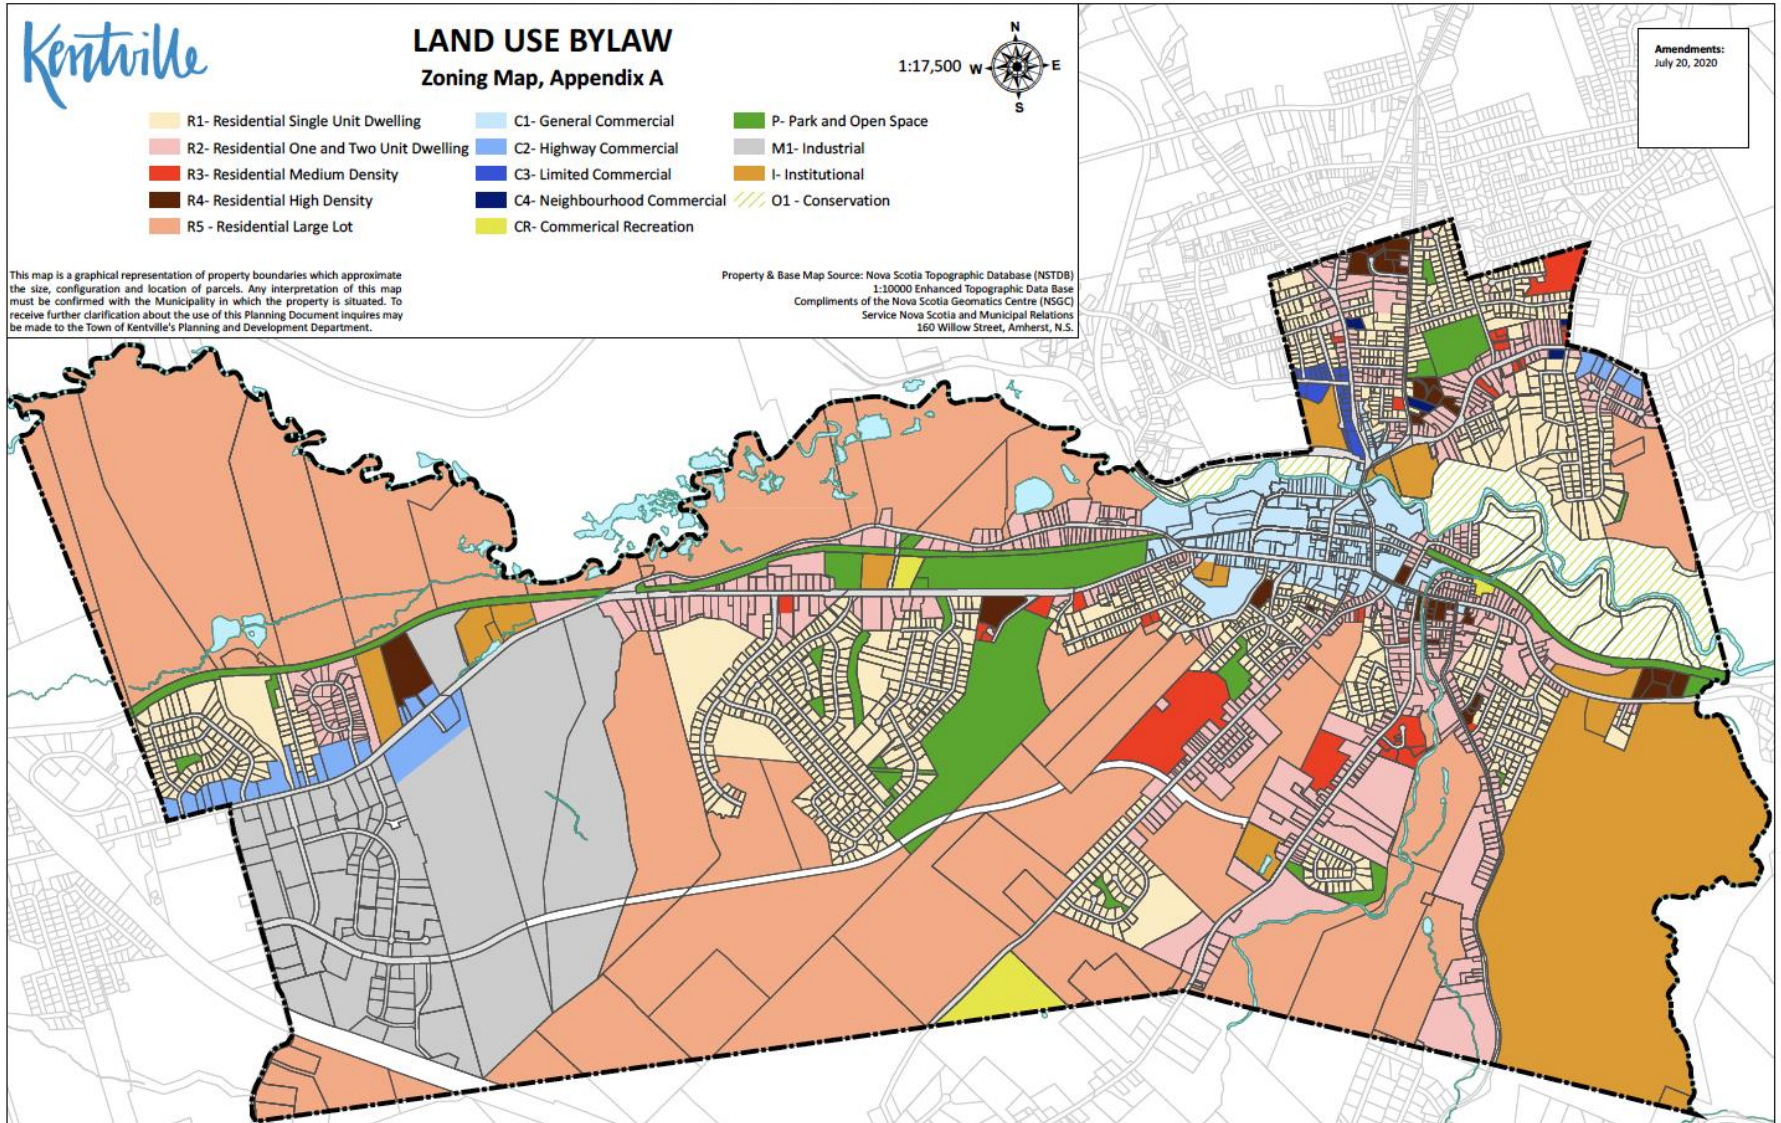 Kentville
LAND USE BYLAW
Zoning Map, Appendix A
1:17,500
N
W
E
S
Amendments:
July 20, 2020
R1- Residential Single Unit Dwelling
R2- Residential One and Two Unit Dwelling
R3- Residential Medium Density
R4- Residential High Density
R5 - Residential Large Lot
C1- General Commercial
C2- Highway Commercial
C3- Limited Commercial
C4- Neighbourhood Commercial
CR- Commerical Recreation
P- Park and Open Space
M1- Industrial
I- Institutional
O1 - Conservation
This map is a graphical representation of property boundaries which approximate
the size, configuration and location of parcels. Any interpretation of this map
must be confirmed with the Municipality in which the property is situated. To
receive further clarification about the use of this Planning Document inquires may
be made to the Town of Kentville's Planning and Development Department.
Property & Base Map Source: Nova Scotia Topographic Database (NSTDB)
1:10000 Enhanced Topographic Data Base
Compliments of the Nova Scotia Geomatics Centre (NSGC)
Service Nova Scotia and Municipal Relations
160 Willow Street, Amherst, N.S.